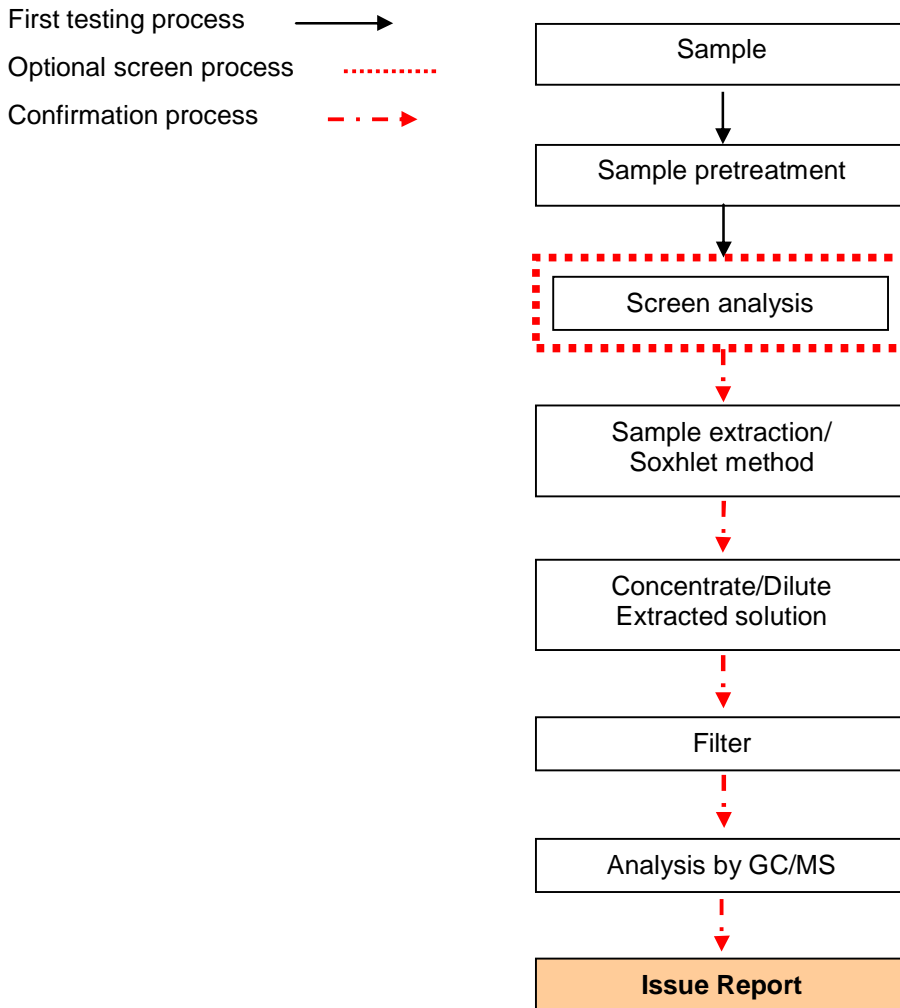 First testing process
Optional screen process
Confirmation process
Sample
Sample pretreatment
Screen analysis
Sample extraction/
Soxhlet method
Concentrate/Dilute
Extracted solution
Filter
Analysis by GC/MS
Issue Report